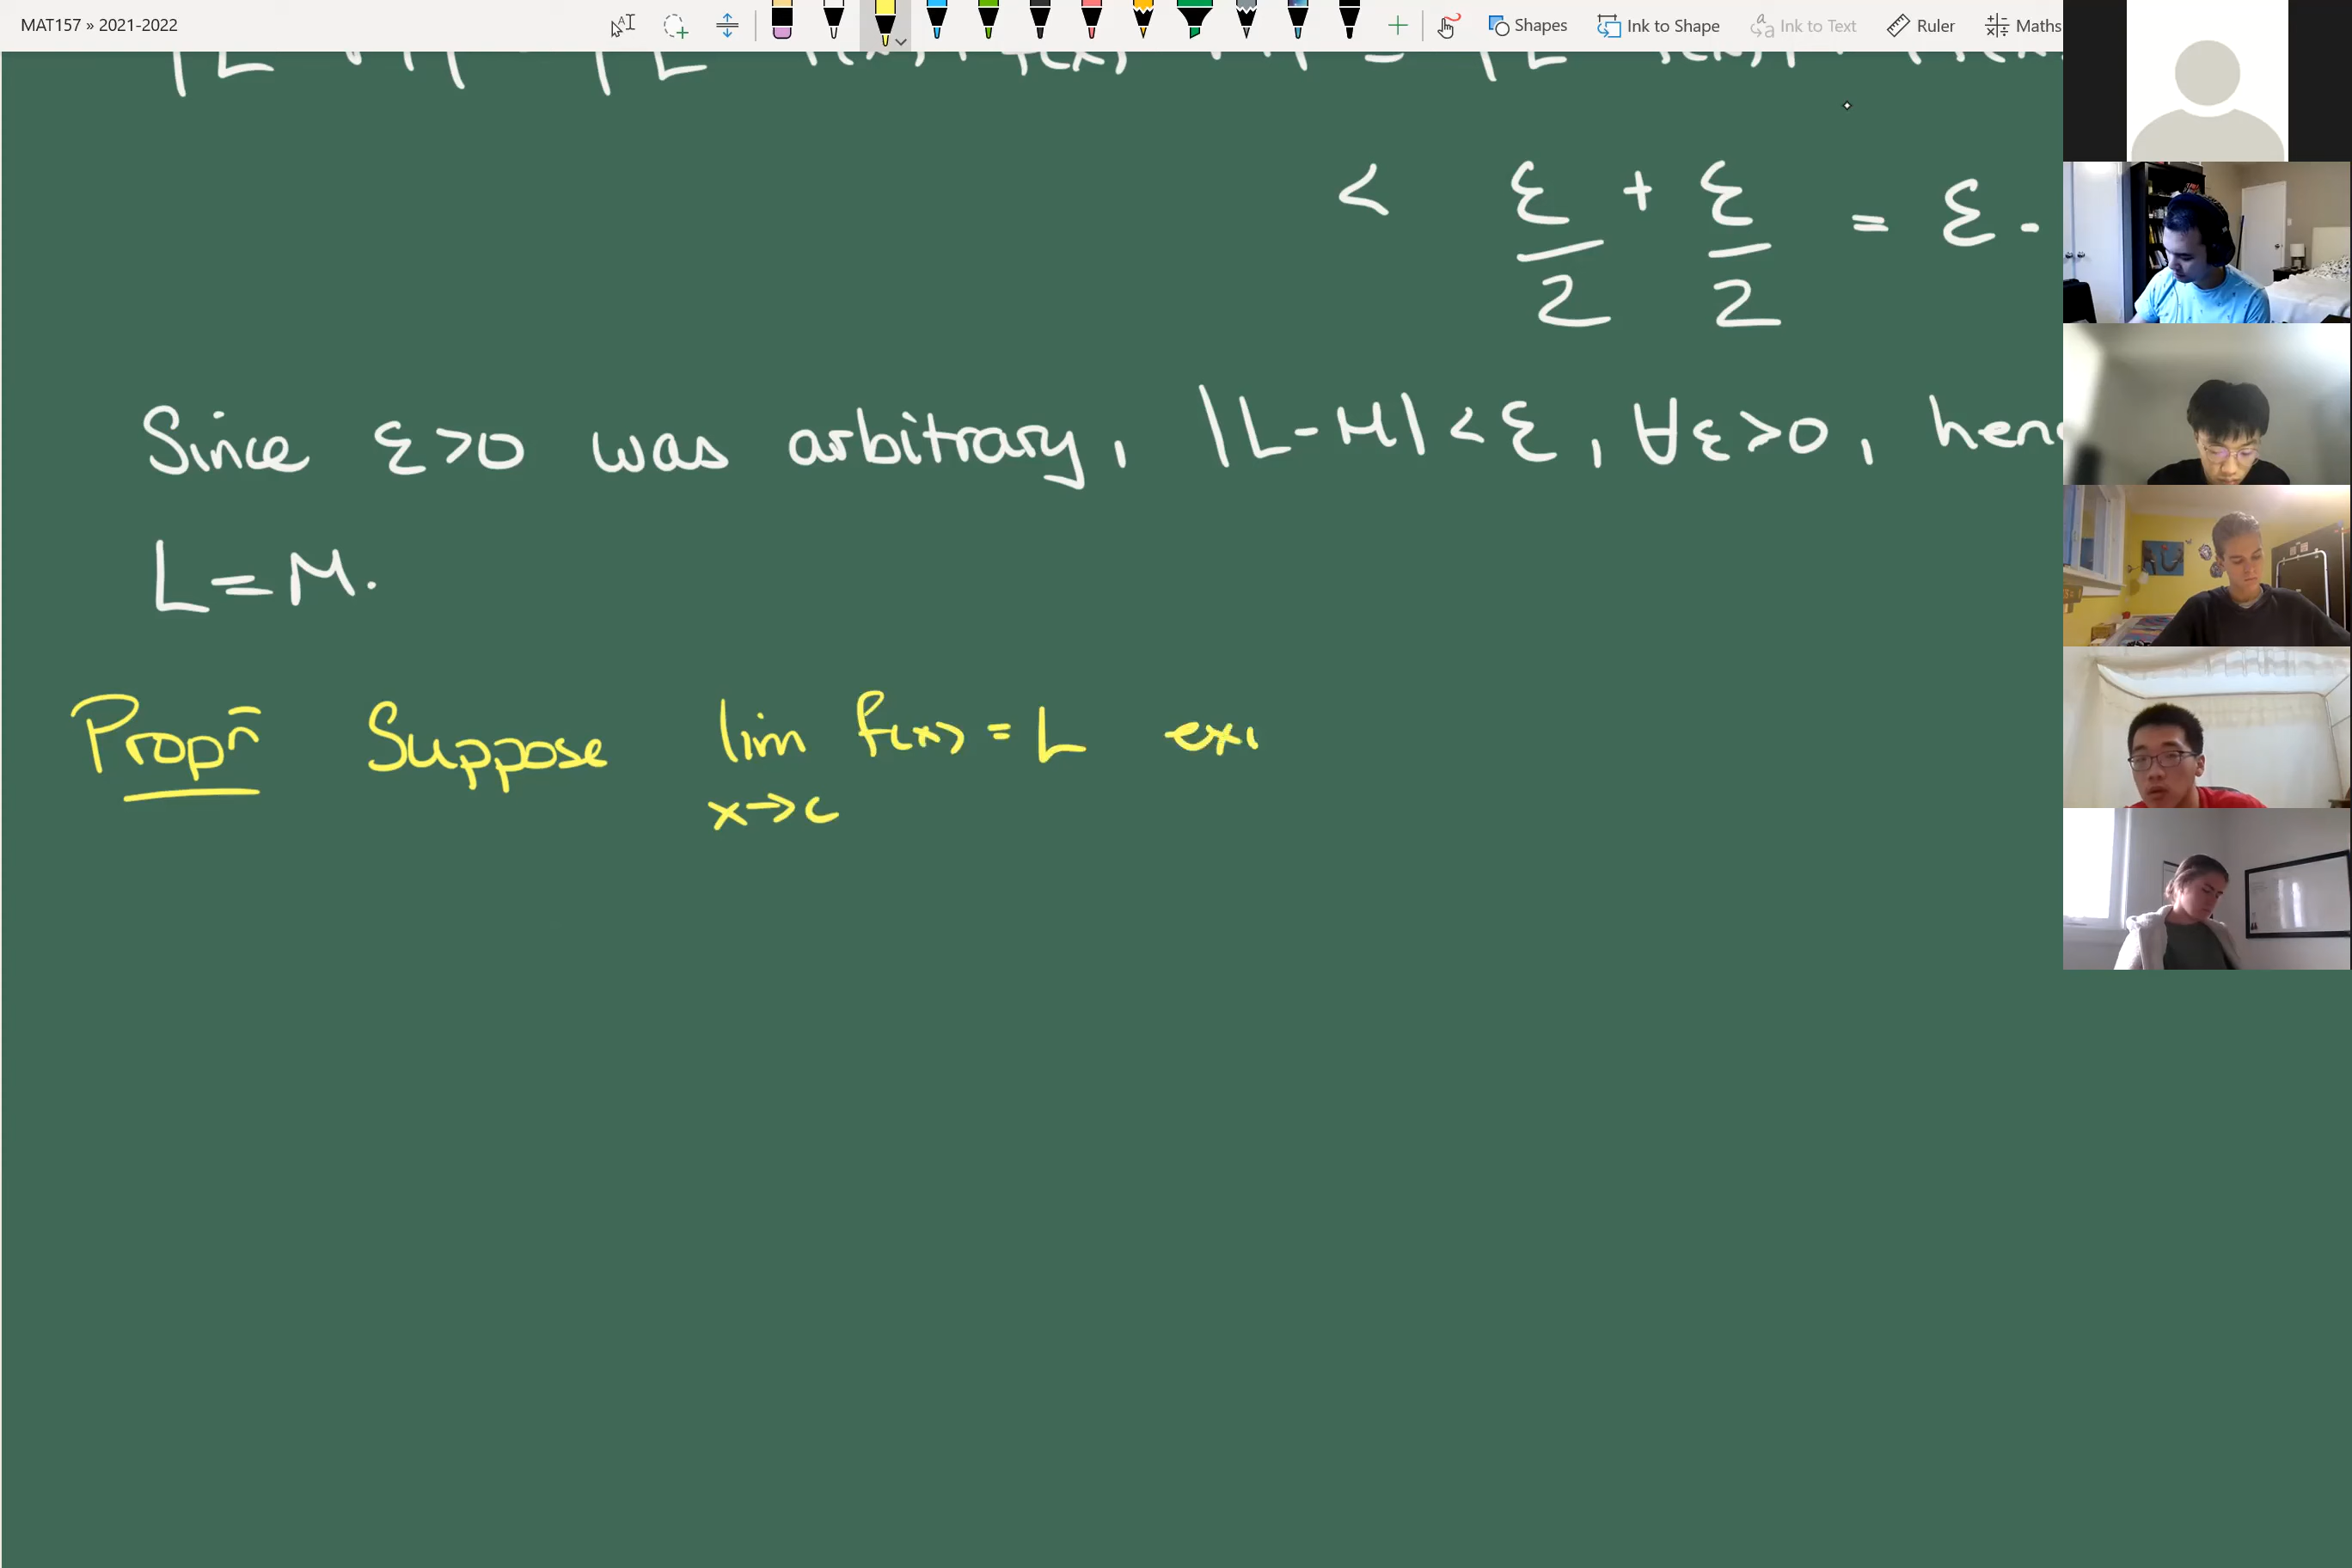 MAT157 » 2021-2022
Shapes Ink to Shape Ink to Text Ruler Maths
< ε/2 + ε/2 = ε.
Since ε>0 was arbitrary, |L-M|<ε, ∀ε>0,
L=M.
Propn̄ Suppose lim f(x) = L exi
x→c